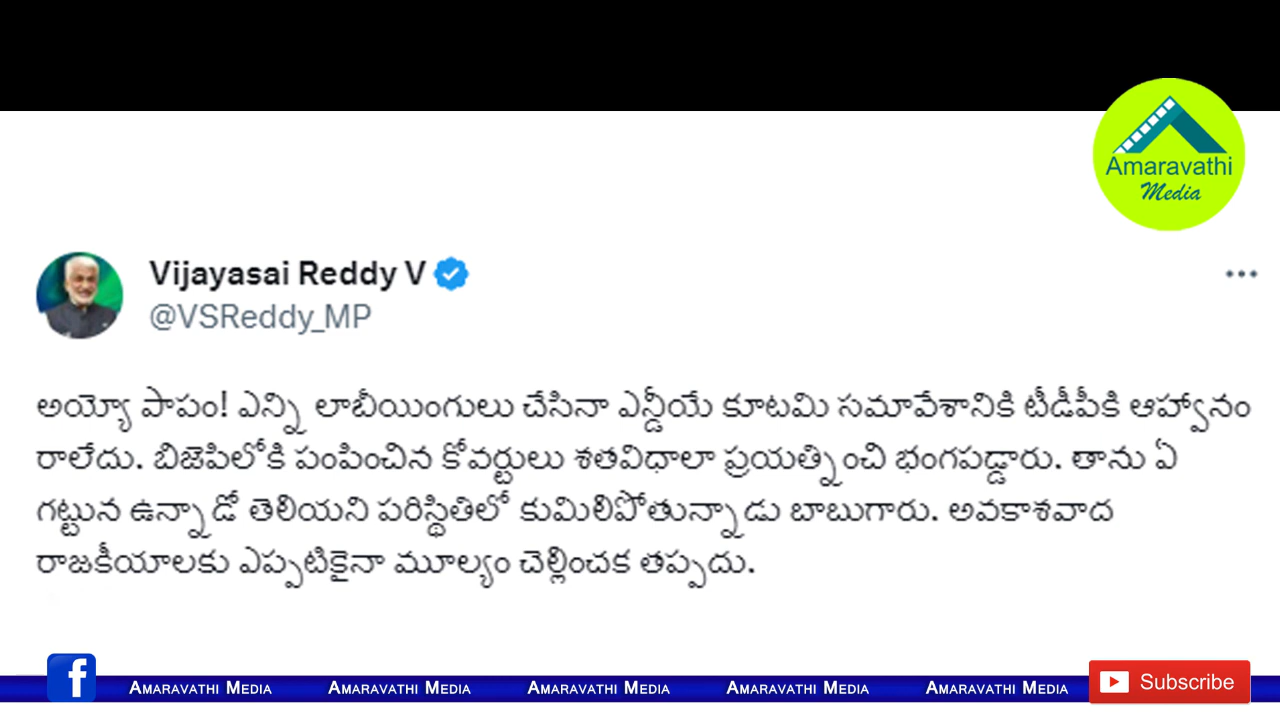 Amaravathi
Media
Vijayasai Reddy V
@VSReddy_MP
అయ్యో పాపం! ఎన్ని లాబీయింగులు చేసినా ఎన్డీయే కూటమి సమావేశానికి టీడీపీకి ఆహ్వానం
రాలేదు. బిజెపిలోకి పంపించిన కోవర్టులు శతవిధాలా ప్రయత్నించి భంగపడ్డారు. తాను ఏ
గట్టున ఉన్నాడో తెలియని పరిస్థితిలో కుమిలిపోతున్నాడు బాబుగారు. అవకాశవాద
రాజకీయాలకు ఎప్పటికైనా మూల్యం చెల్లించక తప్పదు.
f Amaravathi Media Amaravathi Media Amaravathi Media Amaravathi Media Amaravathi Media Subscribe